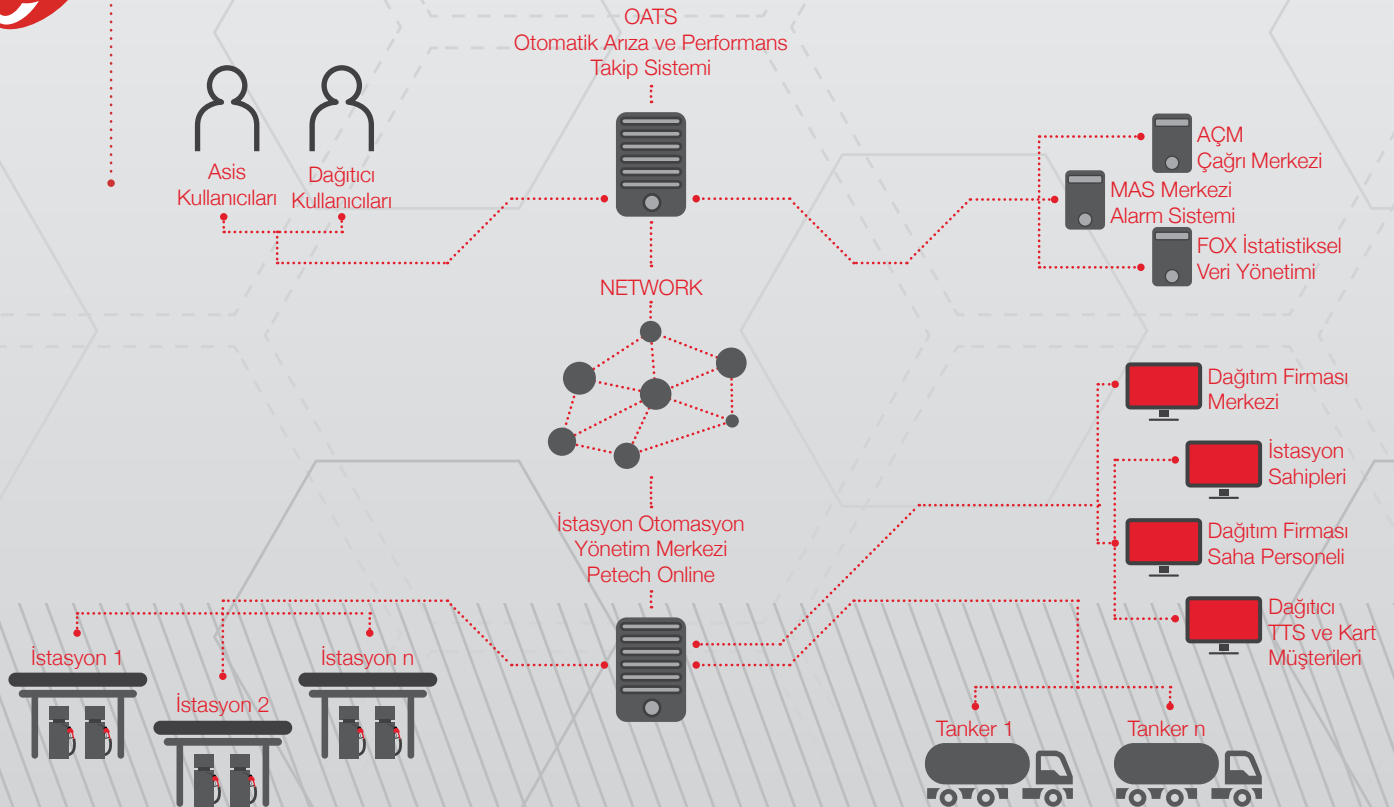 OATS
Otomatik Arıza ve Performans
Takip Sistemi
Asis
Kullanıcıları
Dağıtıcı
Kullanıcıları
AÇM
Çağrı Merkezi
MAS Merkezi
Alarm Sistemi
FOX İstatistiksel
Veri Yönetimi
NETWORK
Dağıtım Firması
Merkezi
İstasyon
Sahipleri
Dağıtım Firması
Saha Personeli
Dağıtıcı
TTS ve Kart
Müşterileri
İstasyon Otomasyon
Yönetim Merkezi
Petech Online
İstasyon 1
İstasyon 2
İstasyon n
Tanker 1
Tanker n